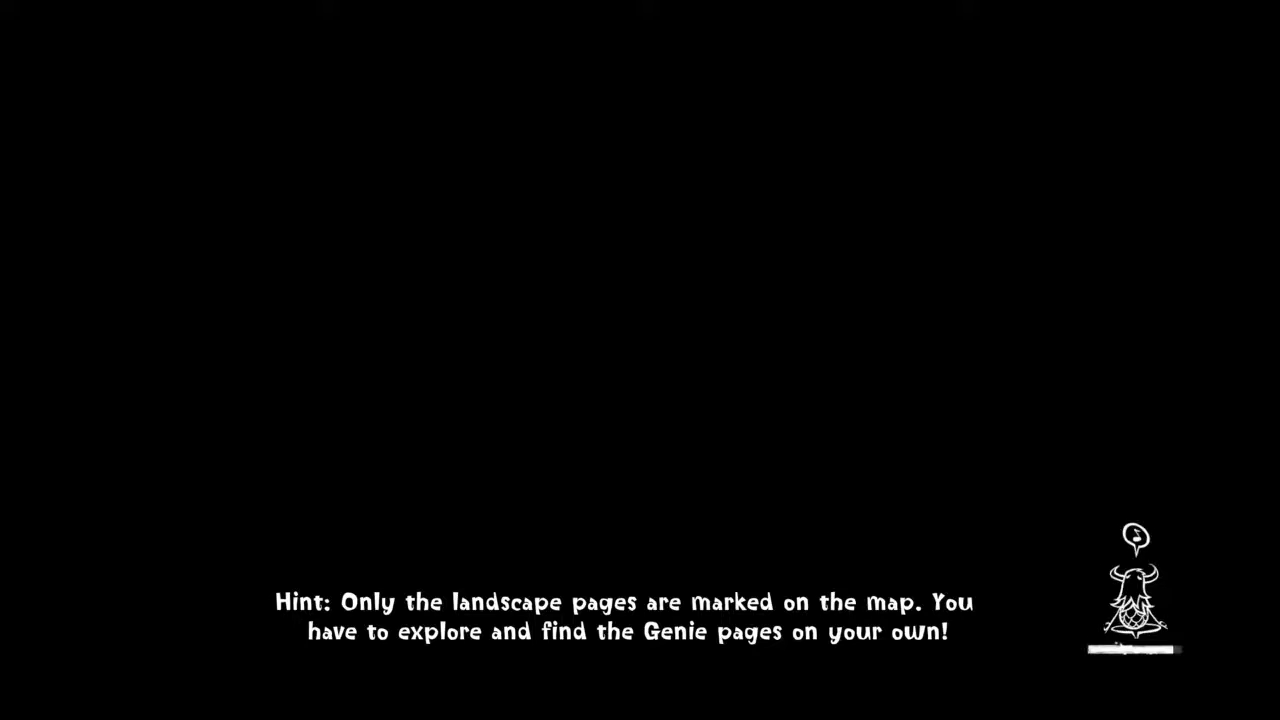 Hint: Only the landscape pages are marked on the map. You
have to explore and find the Genie pages on your own!